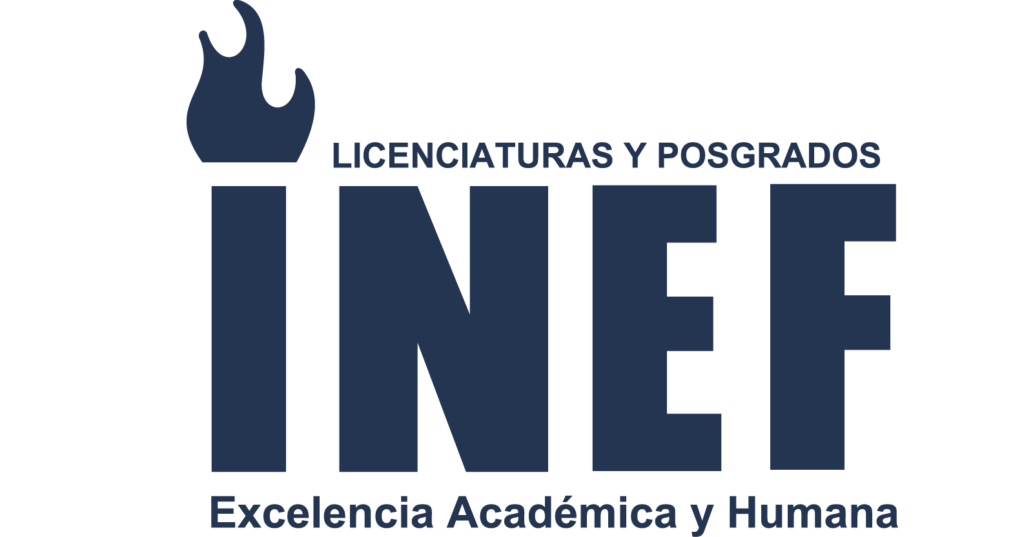 LICENCIATURAS Y POSGRADOS
INEF
Excelencia Académica y Humana